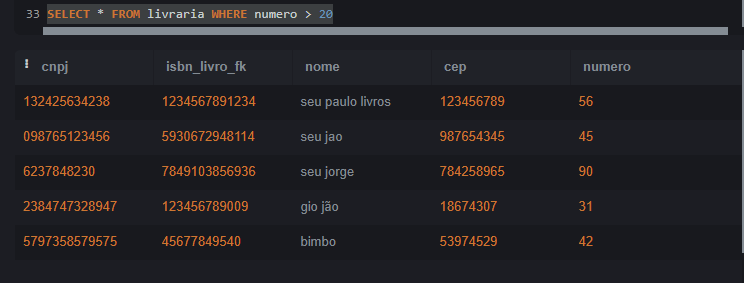 33 SELECT * FROM livraria WHERE numero > 20
cnpj isbn_livro_fk nome cep numero
132425634238 1234567891234 seu paulo livros 123456789 56
098765123456 5930672948114 seu jao 987654345 45
6237848230 7849103856936 seu jorge 784258965 90
2384747328947 123456789009 gio jão 18674307 31
5797358579575 45677849540 bimbo 53974529 42